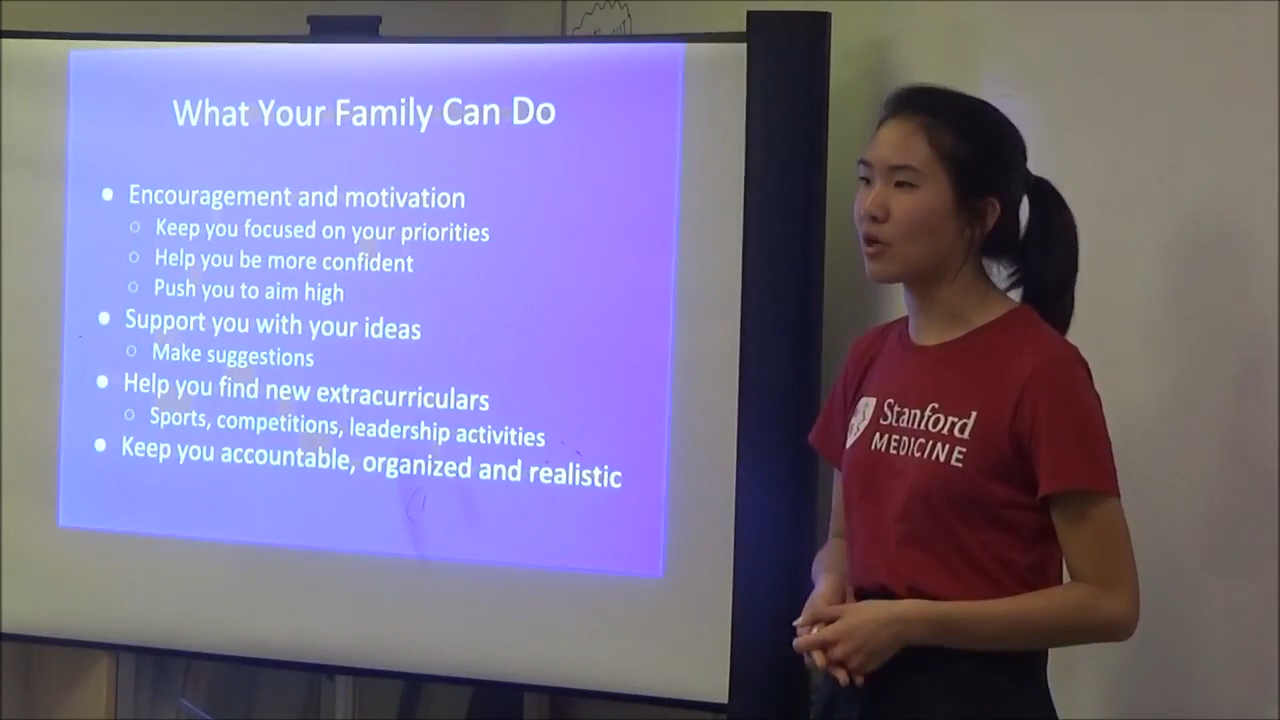 What Your Family Can Do
● Encouragement and motivation
○ Keep you focused on your priorities
○ Help you be more confident
○ Push you to aim high
● Support you with your ideas
○ Make suggestions
● Help you find new extracurriculars
○ Sports, competitions, leadership activities
● Keep you accountable, organized and realistic
Stanford
MEDICINE